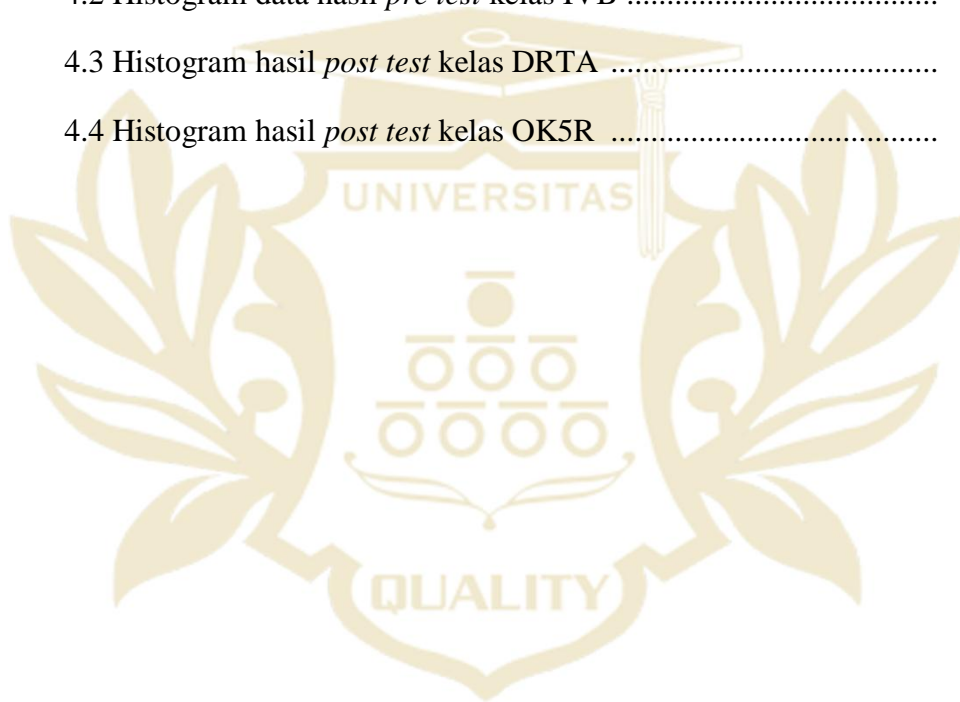 4.2 Histogram data hasil pre test kelas IVB ........................................
4.3 Histogram hasil post test kelas DRTA ..........................................
4.4 Histogram hasil post test kelas OK5R ..........................................
UNIVERSITAS
QUALITY